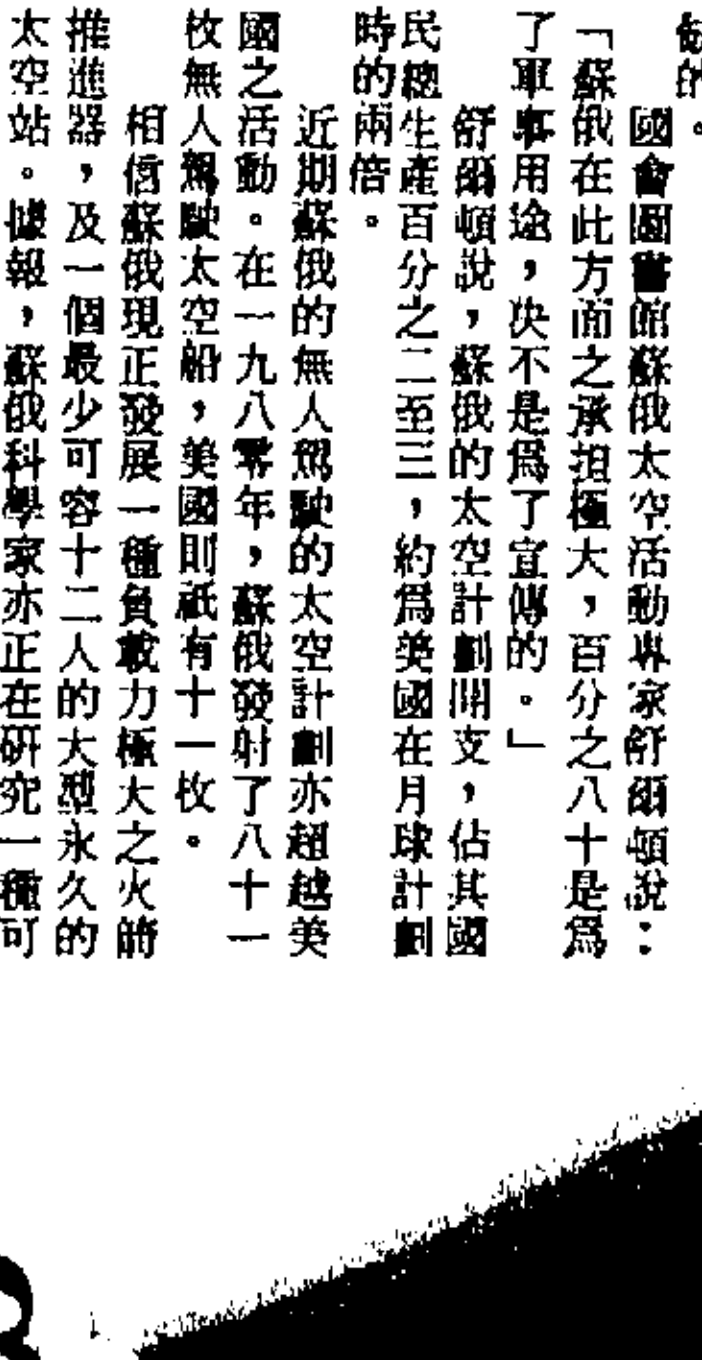 的。
國會圖書館蘇俄太空活動專家舒爾頓說：
「蘇俄在此方面之承担極大，百分之八十是爲
了軍事用途，决不是爲了宣傳的。」
舒爾頓說，蘇俄的太空計劃開支，佔其國
民總生產百分之二至三，約爲美國在月球計劃
時的兩倍。
近期蘇俄的無人駕駛的太空計劃亦超越美
國之活動。在一九八零年，蘇俄發射了八十一
枚無人駕駛太空船，美國則祇有十一枚。
相信蘇俄現正發展一種負載力極大之火箭
推進器，及一個最少可容十二人的大型永久的
太空站。據報，蘇俄科學家亦正在研究一種可